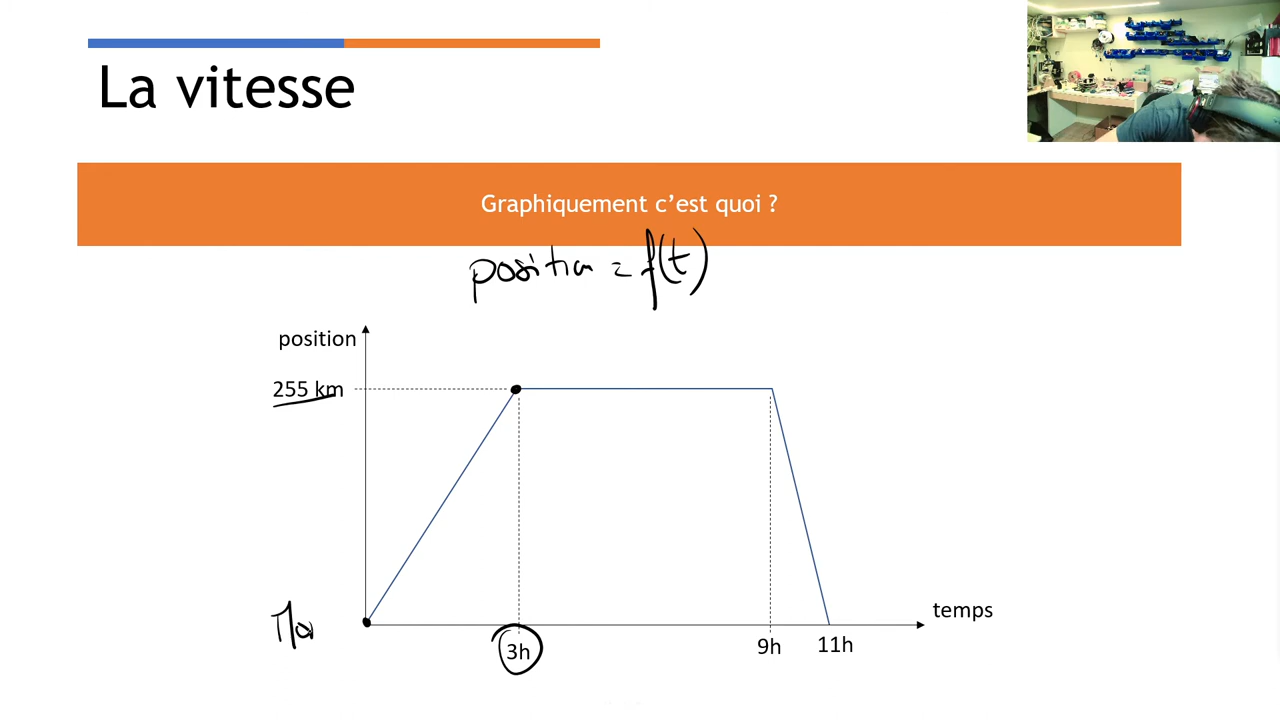 La vitesse
Graphiquement c’est quoi ?
position = f(t)
position
255 km
temps
3h
9h
11h